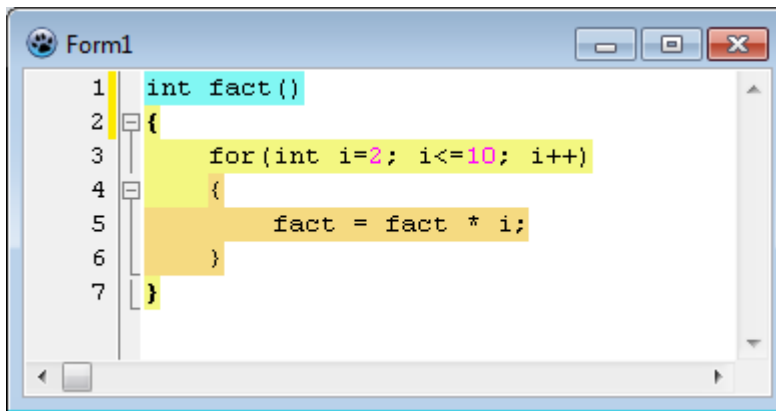 Form1
1 int fact()
2 {
3 for(int i=2; i<=10; i++)
4 {
5 fact = fact * i;
6 }
7 }